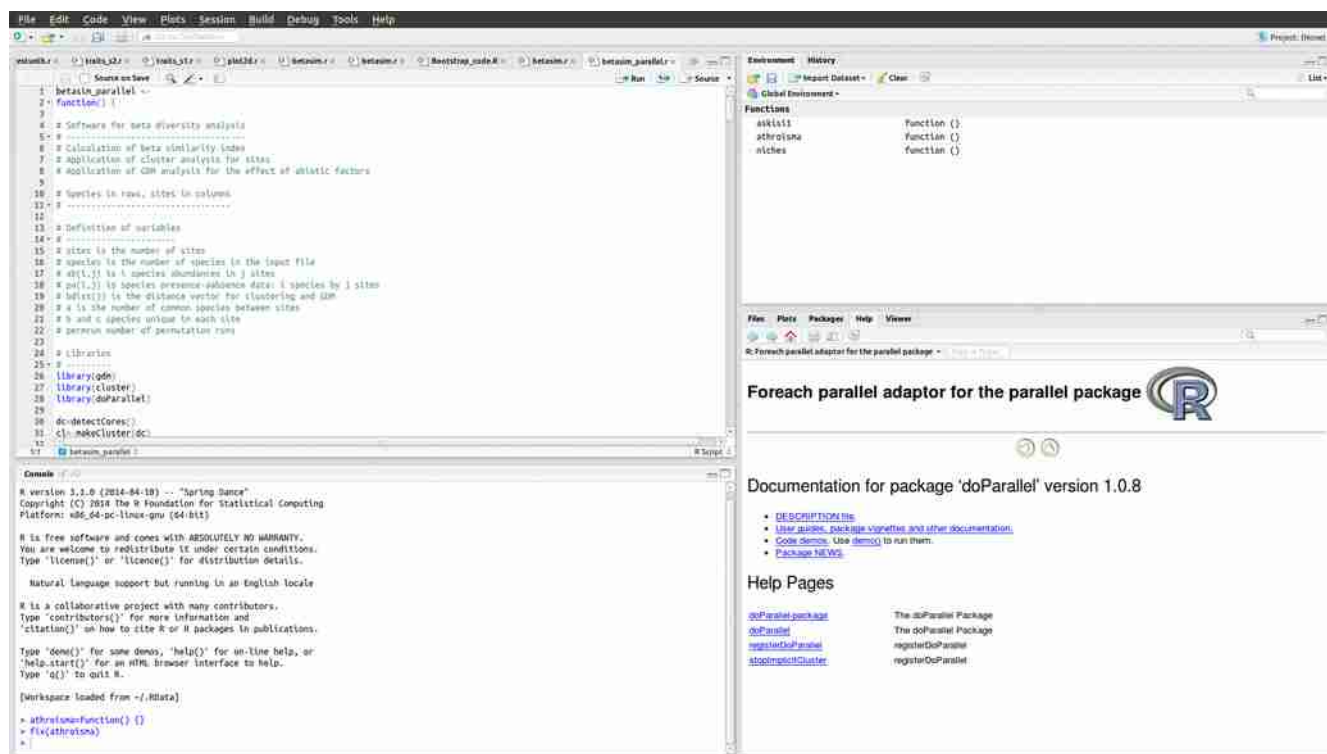 File Edit Code View Plots Session Build Debug Tools Help
Project: (None)
traits_s2.r traits_s1.r plot2d.r betasim.r betasim.r Bootstrap_code.R betasim.r betasim_parallel.r
Source on Save Run Source
1 betasim_parallel <-
2 function() {
3
4 # Software for beta diversity analysis
5 # ----------------------------------
6 # Calculation of beta similarity index
7 # Application of cluster analysis for sites
8 # Application of GDM analysis for the effect of abiotic factors
9
10 # Species in rows, sites in columns
11 # -------------------------------
12
13 # Definition of variables
14 # ---------------------
15 # sites is the number of sites
16 # species is the number of species in the input file
17 # ab(i,j) is i species abundances in j sites
18 # pa(i,j) is species presence-aabsence data: i species by j sites
19 # bdist(j) is the distance vector for clustering and GDM
20 # a is the number of common species between sites
21 # b and c species unique in each site
22 # permrun number of permutation runs
23
24 # Libraries
25 # ---------
26 library(gdm)
27 library(cluster)
28 library(doParallel)
29
30 dc=detectCores()
31 cl= makeCluster(dc)
32
1:1 betasim_parallel R Script
Console
R version 3.1.0 (2014-04-10) -- "Spring Dance"
Copyright (C) 2014 The R Foundation for Statistical Computing
Platform: x86_64-pc-linux-gnu (64-bit)
R is free software and comes with ABSOLUTELY NO WARRANTY.
You are welcome to redistribute it under certain conditions.
Type 'license()' or 'licence()' for distribution details.
Natural language support but running in an English locale
R is a collaborative project with many contributors.
Type 'contributors()' for more information and
'citation()' on how to cite R or R packages in publications.
Type 'demo()' for some demos, 'help()' for on-line help, or
'help.start()' for an HTML browser interface to help.
Type 'q()' to quit R.
[Workspace loaded from ~/.RData]
> athroisma=function() {}
> fix(athroisma)
>
Environment History
Import Dataset Clear List
Global Environment
Functions
askisi1 function ()
athroisma function ()
niches function ()
Files Plots Packages Help Viewer
R: Foreach parallel adaptor for the parallel package
Foreach parallel adaptor for the parallel package R
Documentation for package 'doParallel' version 1.0.8
• DESCRIPTION file.
• User guides, package vignettes and other documentation.
• Code demos. Use demo() to run them.
• Package NEWS.
Help Pages
doParallel-package The doParallel Package
doParallel The doParallel Package
registerDoParallel registerDoParallel
stopImplicitCluster registerDoParallel